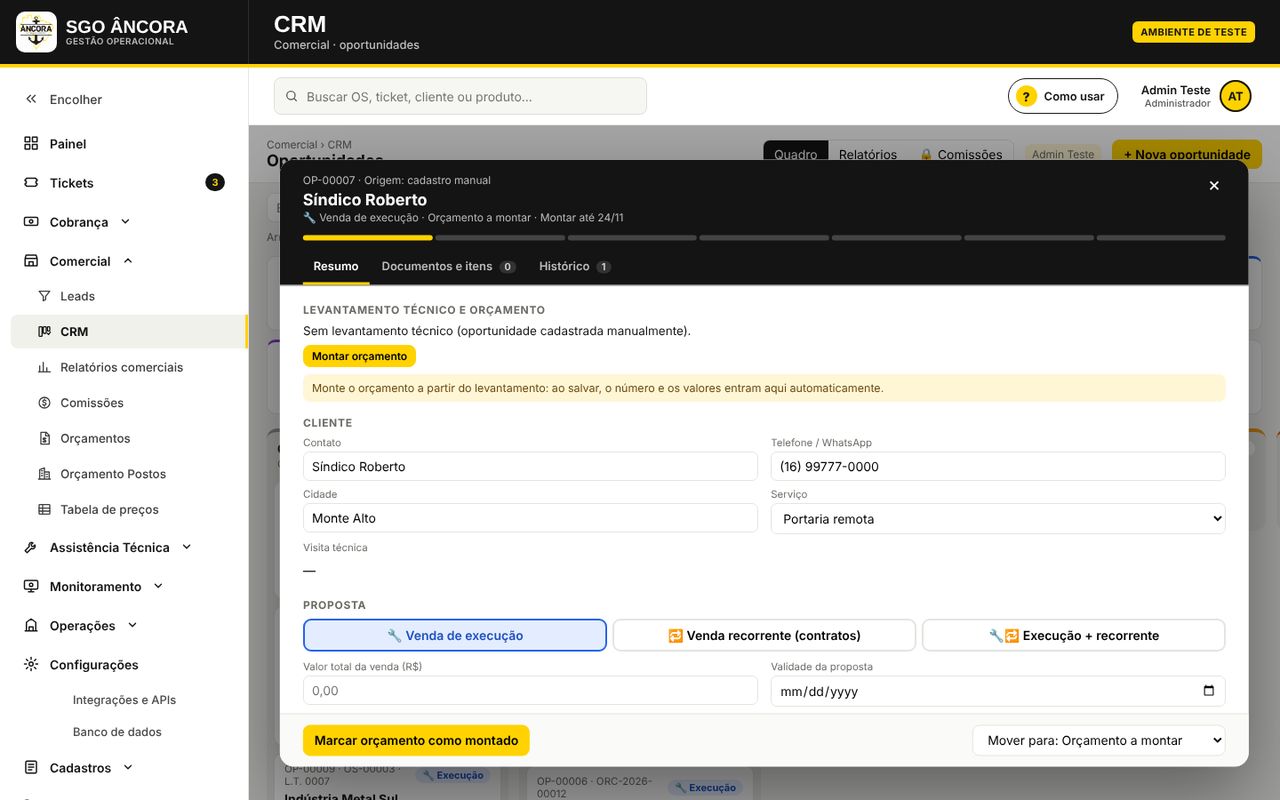 ÂNCORA
SGO ÂNCORA
GESTÃO OPERACIONAL
CRM
Comercial · oportunidades
AMBIENTE DE TESTE
Encolher
Buscar OS, ticket, cliente ou produto...
? Como usar
Admin Teste
Administrador
AT
Painel
Tickets 3
Cobrança
Comercial
Leads
CRM
Relatórios comerciais
Comissões
Orçamentos
Orçamento Postos
Tabela de preços
Assistência Técnica
Monitoramento
Operações
Configurações
Integrações e APIs
Banco de dados
Cadastros
Comercial › CRM
Oportunidades
Quadro
Relatórios
Comissões
Admin Teste
+ Nova oportunidade
OP-00007 · Origem: cadastro manual
Síndico Roberto
Venda de execução · Orçamento a montar · Montar até 24/11
Resumo
Documentos e itens 0
Histórico 1
LEVANTAMENTO TÉCNICO E ORÇAMENTO
Sem levantamento técnico (oportunidade cadastrada manualmente).
Montar orçamento
Monte o orçamento a partir do levantamento: ao salvar, o número e os valores entram aqui automaticamente.
CLIENTE
Contato
Síndico Roberto
Telefone / WhatsApp
(16) 99777-0000
Cidade
Monte Alto
Serviço
Portaria remota
Visita técnica
—
PROPOSTA
Venda de execução
Venda recorrente (contratos)
Execução + recorrente
Valor total da venda (R$)
0,00
Validade da proposta
mm/dd/yyyy
Marcar orçamento como montado
Mover para: Orçamento a montar
OP-00009 · OS-00003 ·
L.T. 0007
Execução
Indústria Metal Sul
OP-00006 · ORC-2026-
00012
Execução